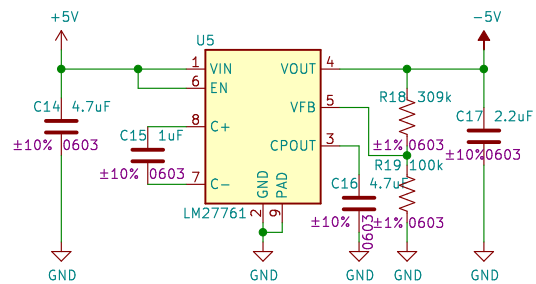 +5V
-5V
U5
1 VIN
VOUT 4
6 EN
R18 309k
VFB 5
C14 4.7uF
C17 2.2uF
8 C+
C15 1uF
±10% 0603
CPOUT 3
±1% 0603
±10% 0603
R19 100k
±10% 0603
7 C-
GND
PAD
C16 4.7uF
LM27761
2
9
±10%
0603
±1% 0603
GND
GND
GND
GND
GND